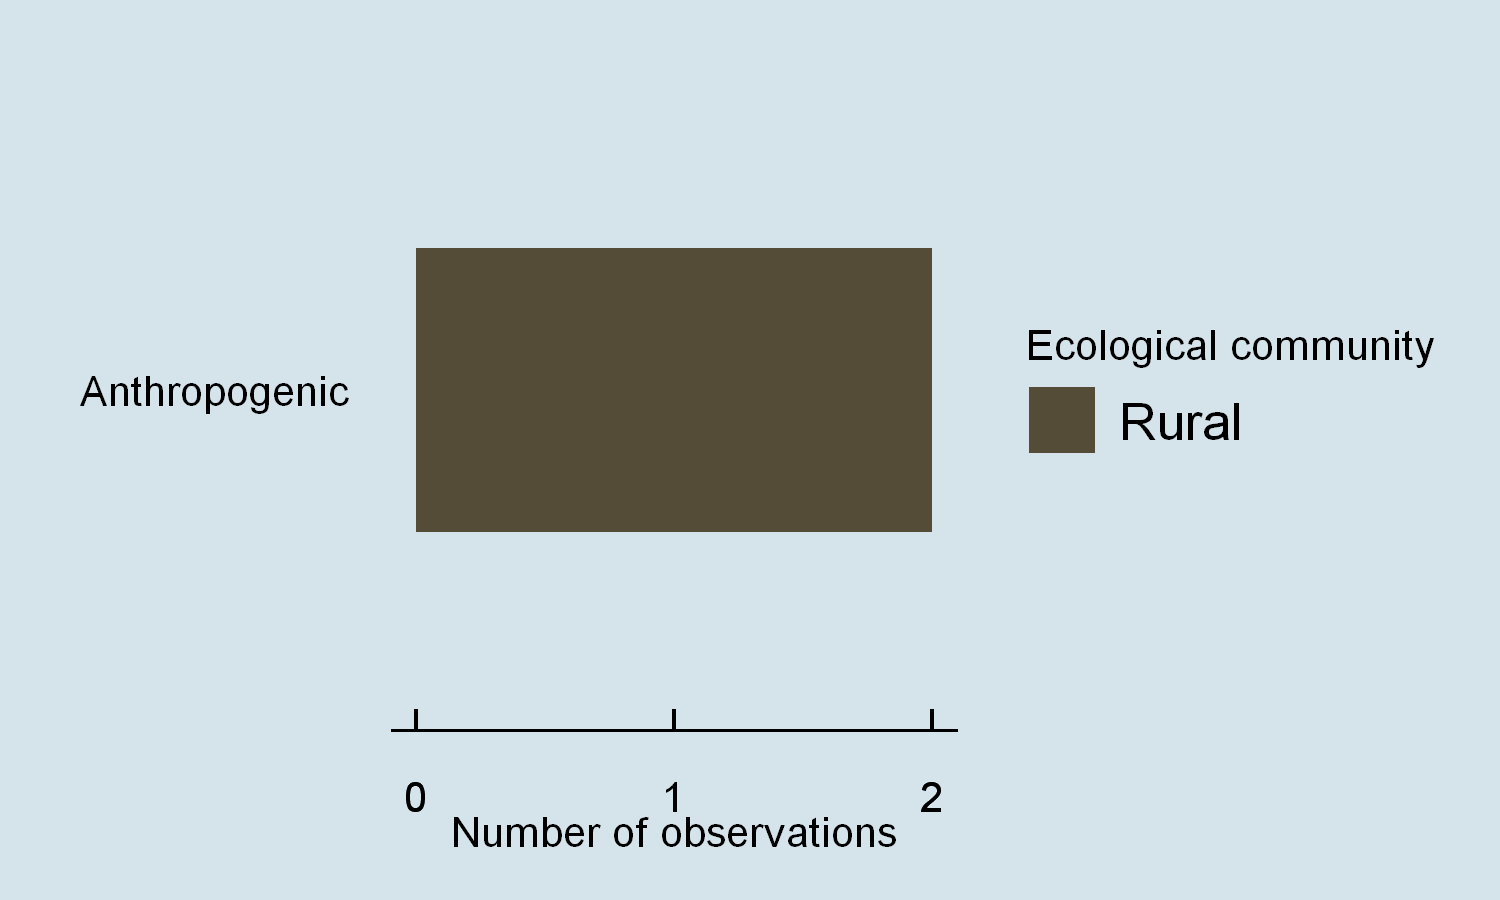 Anthropogenic
Ecological community
Rural
0 1 2
Number of observations